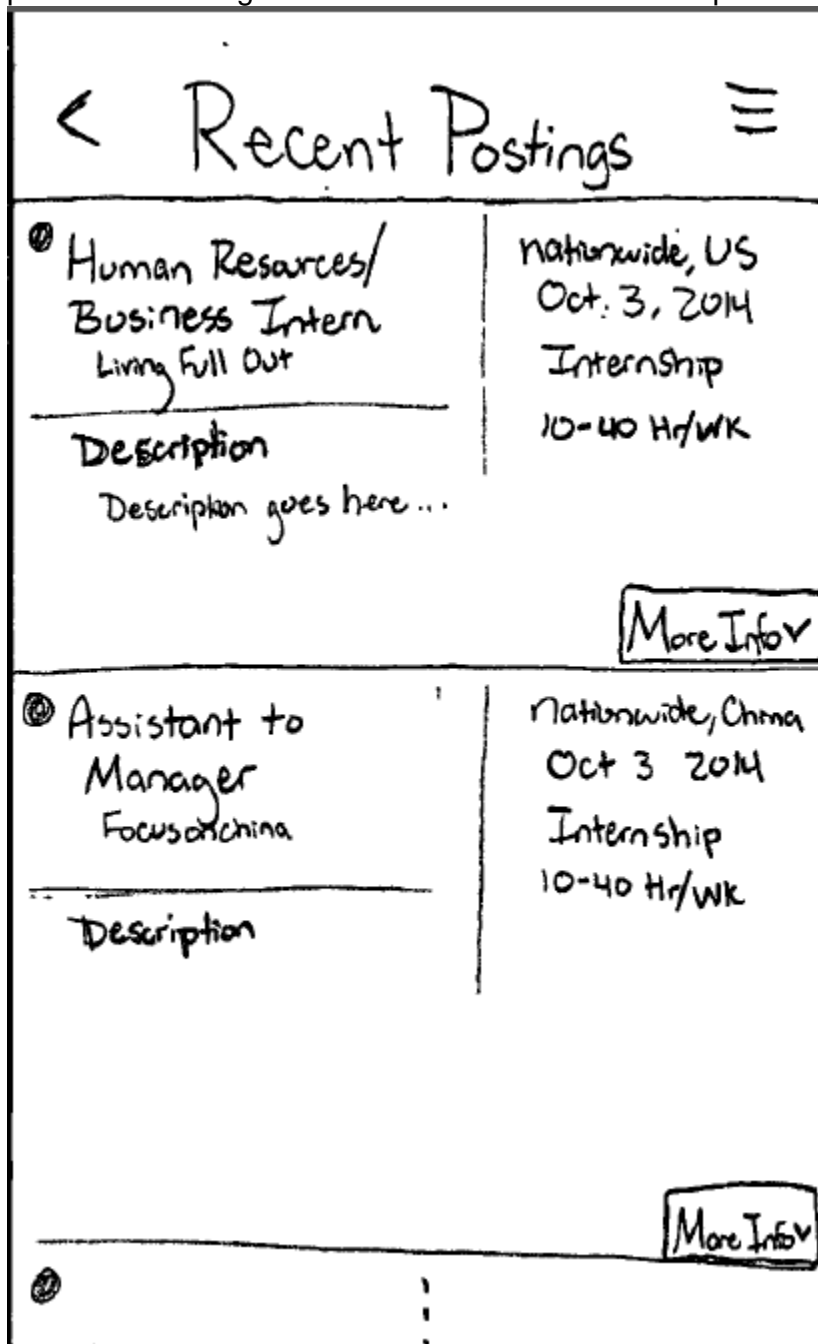 < Recent Postings
Human Resources/
Business Intern
Living Full Out
Description
Description goes here...
nationwide, US
Oct. 3, 2014
Internship
10-40 Hr/WK
More Info
Assistant to
Manager
Focusonchina
Description
nationwide, China
Oct 3 2014
Internship
10-40 Hr/WK
More Info